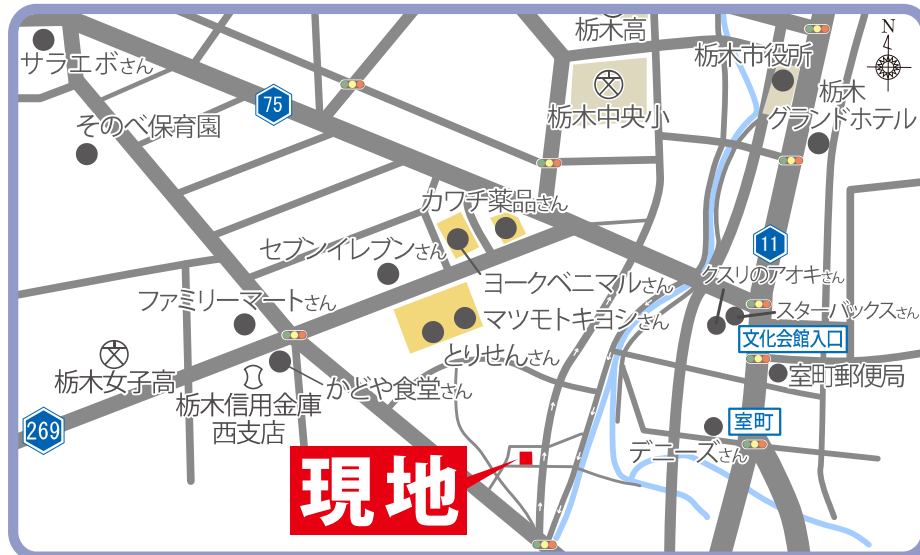 栃木高
N
サラエボさん
栃木市役所
75
栃木
グランドホテル
そのべ保育園
栃木中央小
カワチ薬品さん
セブンイレブンさん
11
ヨークベニマルさん
クスリのアオキさん
ファミリーマートさん
マツモトキヨシさん
スターバックスさん
文化会館入口
とりせんさん
栃木女子高
かどや食堂さん
室町郵便局
栃木信用金庫
西支店
269
室町
デニーズさん
現地